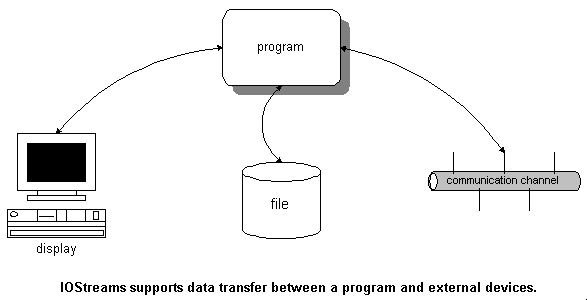 program
communication channel
file
display
IOStreams supports data transfer between a program and external devices.